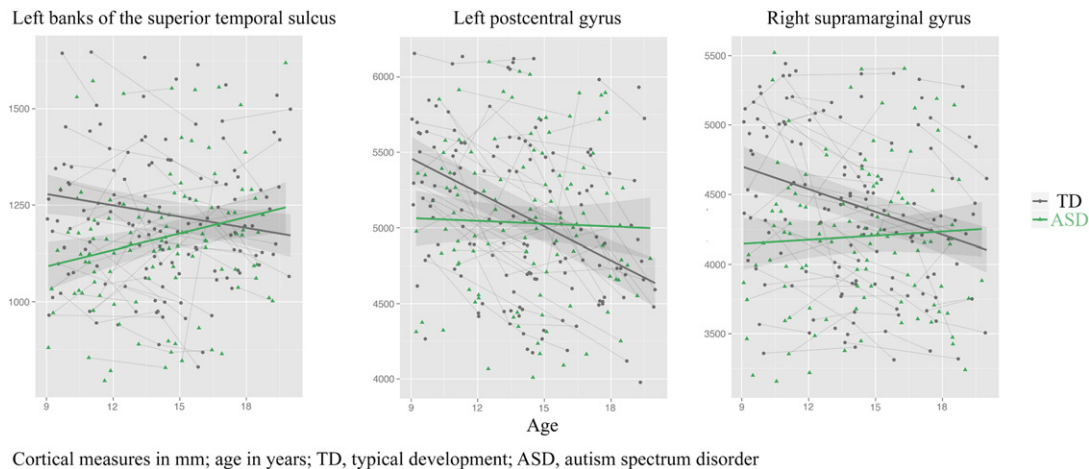 Left banks of the superior temporal sulcus
Left postcentral gyrus
Right supramarginal gyrus
1500
1250
1000
9 12 15 18
6000
5500
5000
4500
4000
9 12 15 18
5500
5000
4500
4000
3500
9 12 15 18
TD
ASD
Age
Cortical measures in mm; age in years; TD, typical development; ASD, autism spectrum disorder